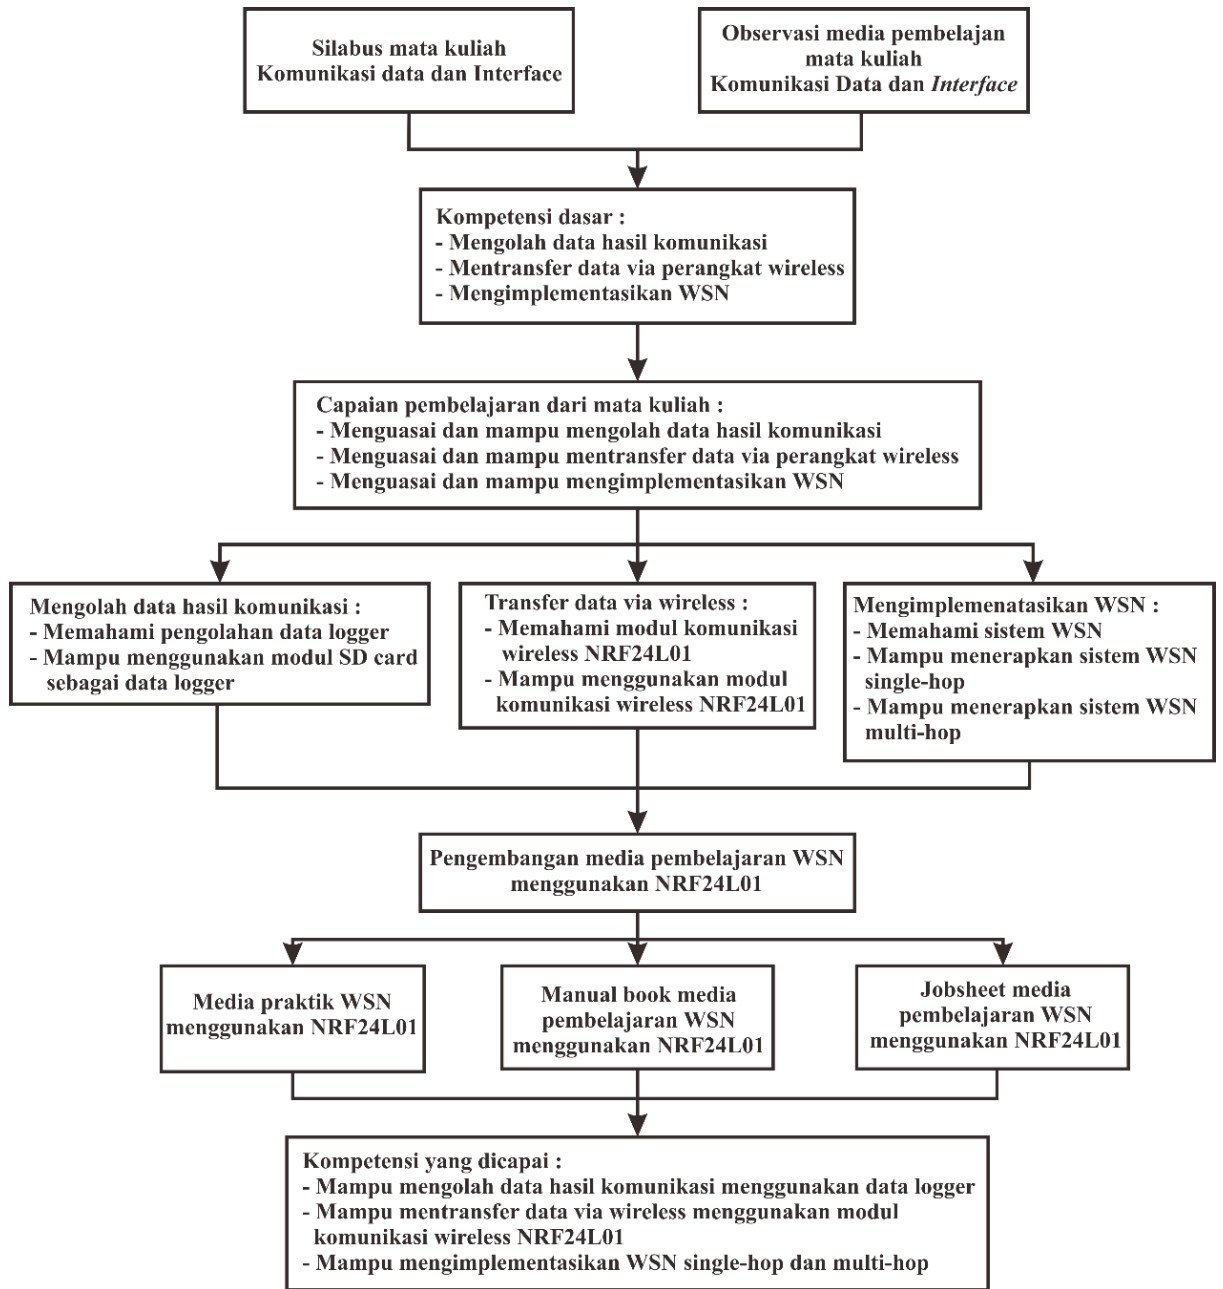 Silabus mata kuliah
Komunikasi data dan Interface
Observasi media pembelajan
mata kuliah
Komunikasi Data dan Interface
Kompetensi dasar :
- Mengolah data hasil komunikasi
- Mentransfer data via perangkat wireless
- Mengimplementasikan WSN
Capaian pembelajaran dari mata kuliah :
- Menguasai dan mampu mengolah data hasil komunikasi
- Menguasai dan mampu mentransfer data via perangkat wireless
- Menguasai dan mampu mengimplementasikan WSN
Mengolah data hasil komunikasi :
- Memahami pengolahan data logger
- Mampu menggunakan modul SD card
sebagai data logger
Transfer data via wireless :
- Memahami modul komunikasi
wireless NRF24L01
- Mampu menggunakan modul
komunikasi wireless NRF24L01
Mengimplemenatasikan WSN :
- Memahami sistem WSN
- Mampu menerapkan sistem WSN
single-hop
- Mampu menerapkan sistem WSN
multi-hop
Pengembangan media pembelajaran WSN
menggunakan NRF24L01
Media praktik WSN
menggunakan NRF24L01
Manual book media
pembelajaran WSN
menggunakan NRF24L01
Jobsheet media
pembelajaran WSN
menggunakan NRF24L01
Kompetensi yang dicapai :
- Mampu mengolah data hasil komunikasi menggunakan data logger
- Mampu mentransfer data via wireless menggunakan modul
komunikasi wireless NRF24L01
- Mampu mengimplementasikan WSN single-hop dan multi-hop